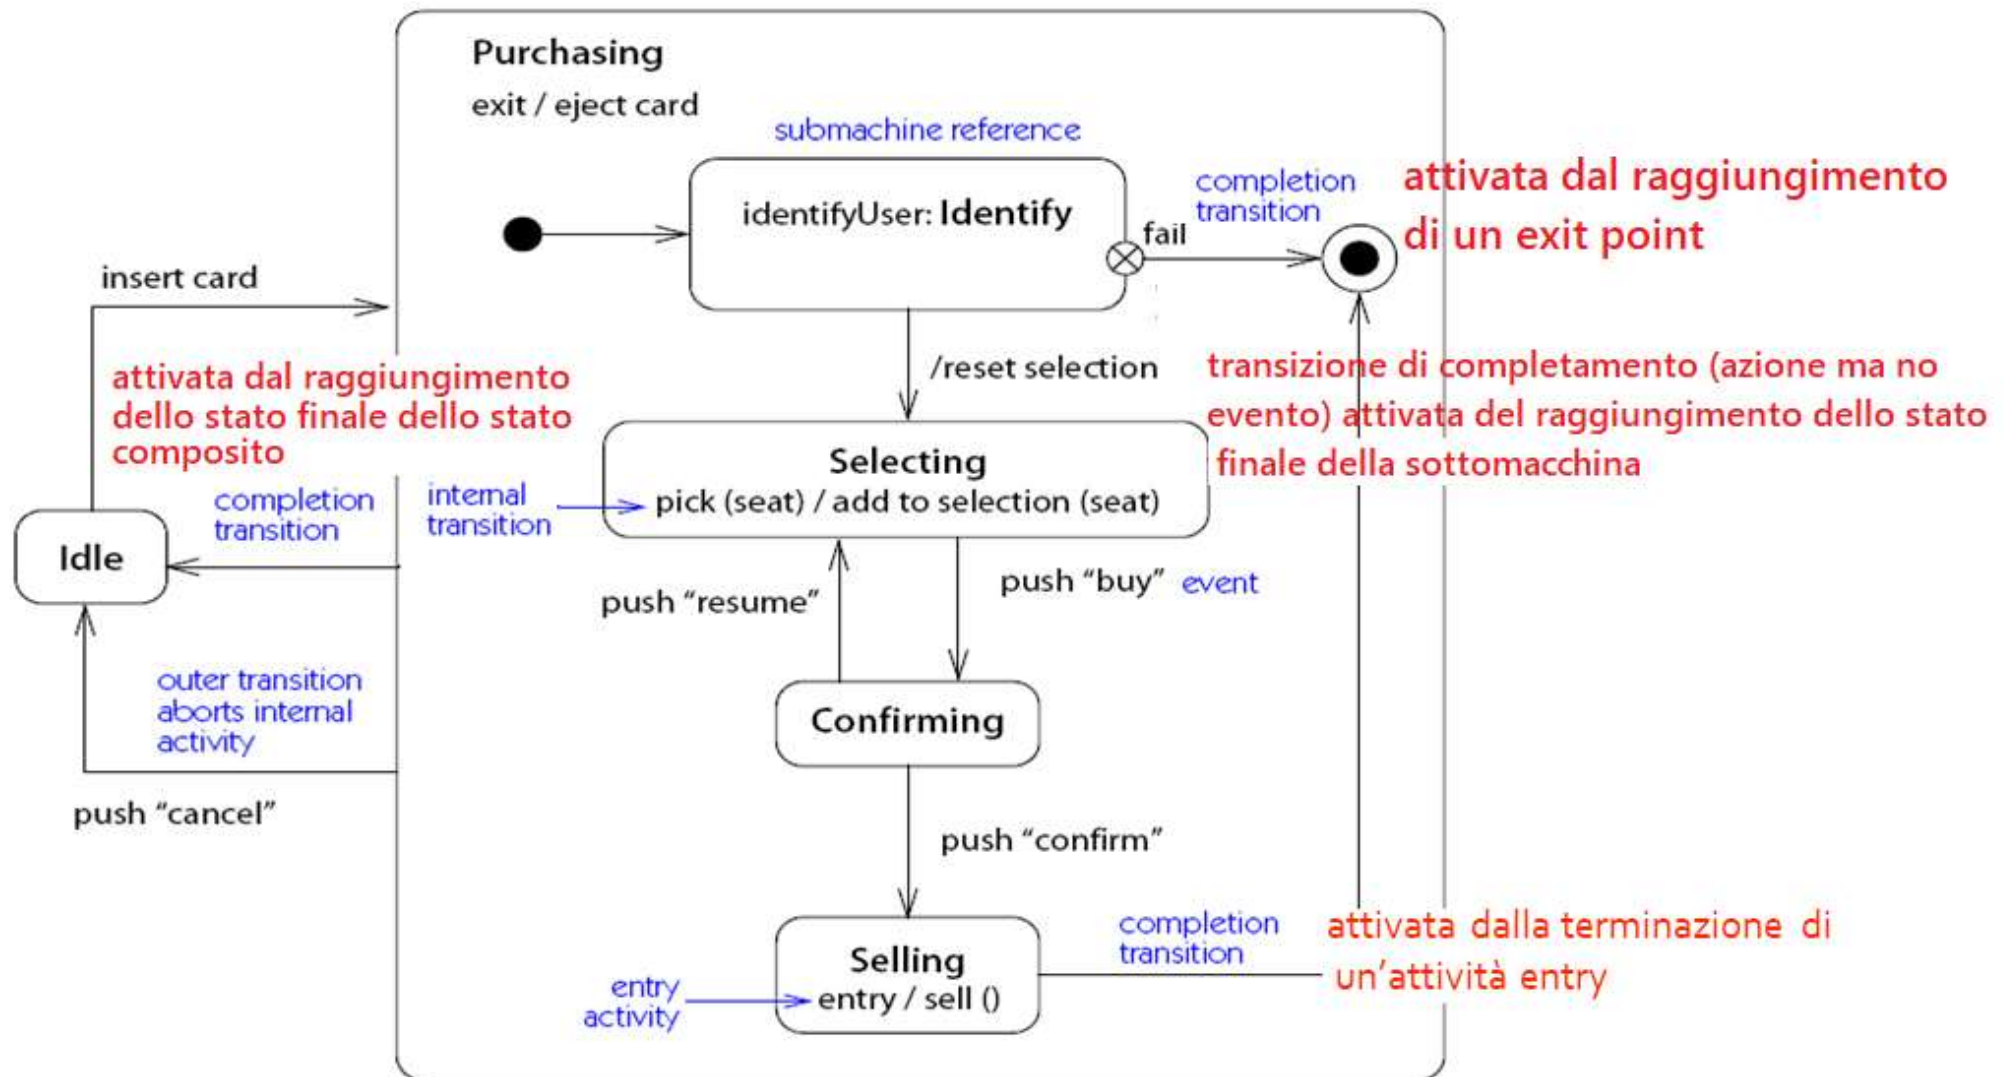 Purchasing
exit / eject card
submachine reference
identifyUser: Identify
completion
transition
attivata dal raggiungimento
di un exit point
fail
insert card
/reset selection
attivata dal raggiungimento
dello stato finale dello stato
composito
transizione di completamento (azione ma no
evento) attivata del raggiungimento dello stato
finale della sottomacchina
Selecting
pick (seat) / add to selection (seat)
internal
transition
completion
transition
Idle
push “resume”
push “buy” event
outer transition
aborts internal
activity
push “cancel”
Confirming
push “confirm”
Selling
entry / sell ()
entry
activity
completion
transition
attivata dalla terminazione di
un’attività entry